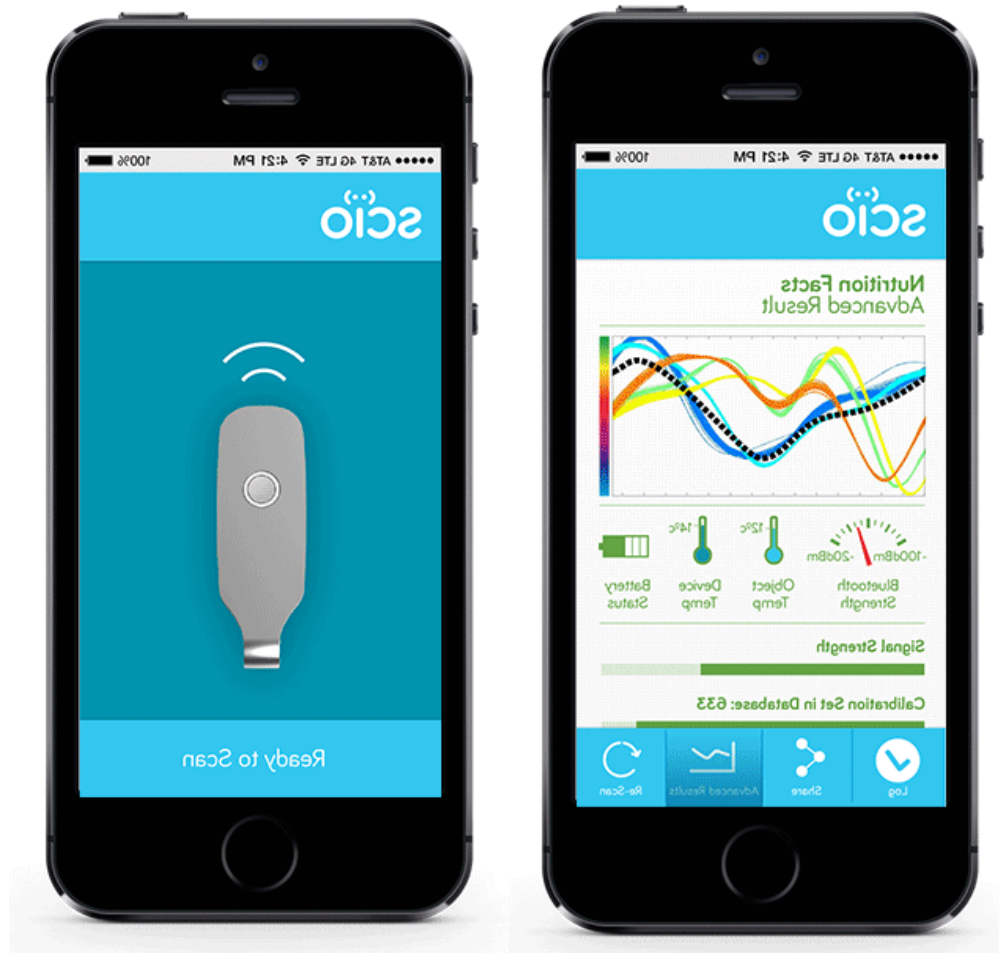 AT&T 4G LTE 4:21 PM 100%
scio
Ready to Scan
AT&T 4G LTE 4:21 PM 100%
scio
Nutrition Facts
Advanced Result
-100dBm -20dBm
-12ºc
-14ºc
Bluetooth Strength
Object Temp
Device Temp
Battery Status
Signal Strength
Calibration Set in Database: 633
Log
Share
Advanced Results
Re-Scan